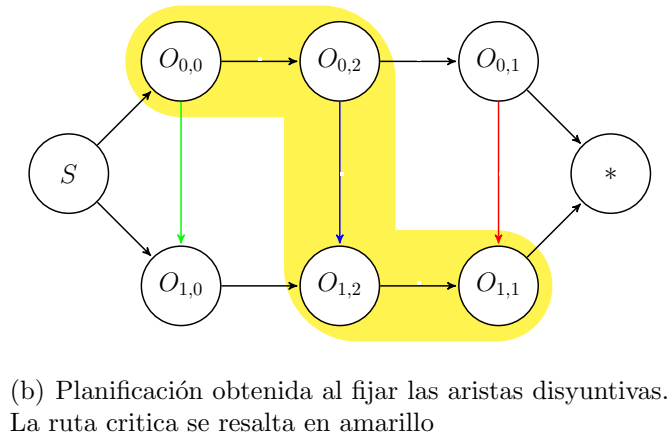 O0,0 O0,2 O0,1
S *
O1,0 O1,2 O1,1
(b) Planificación obtenida al fijar las aristas disyuntivas.
La ruta critica se resalta en amarillo